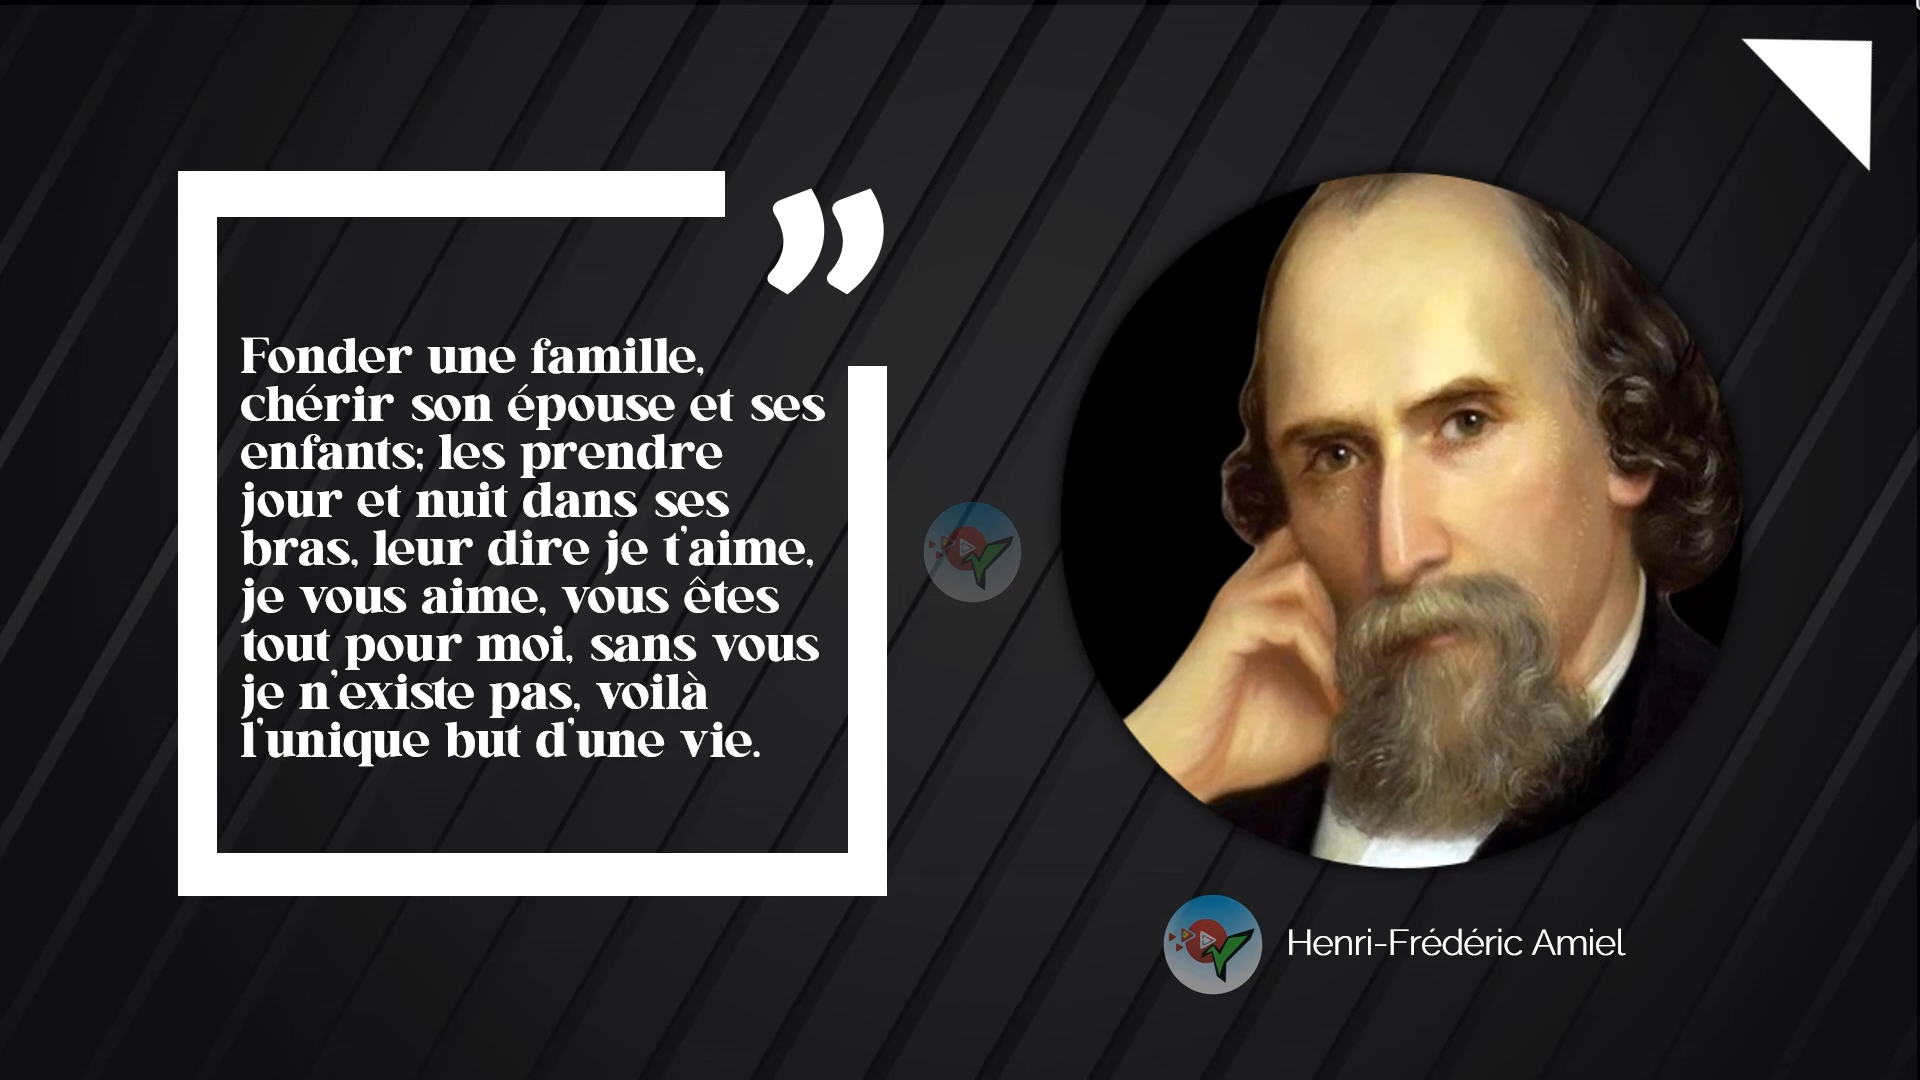 Fonder une famille,
chérir son épouse et ses
enfants; les prendre
jour et nuit dans ses
bras, leur dire je t'aime,
je vous aime, vous êtes
tout pour moi, sans vous
je n'existe pas, voilà
l'unique but d'une vie.
Henri-Frédéric Amiel